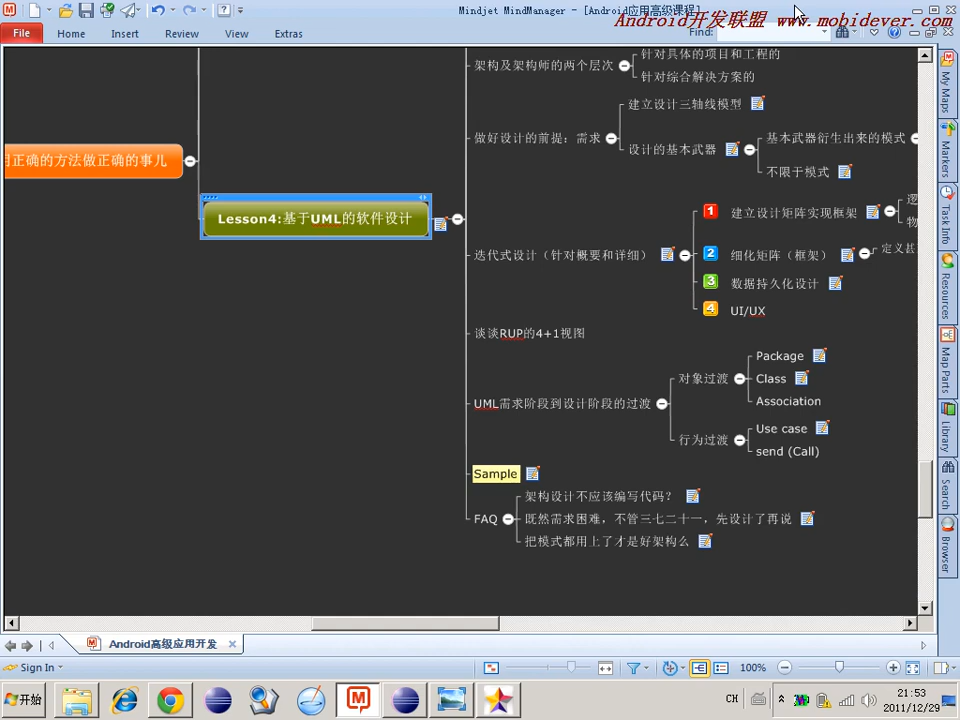 Mindjet MindManager - [Android应用高级课程]
Android开发联盟 www.mobidever.com
File Home Insert Review View Extras Find:
架构及架构师的两个层次
针对具体的项目和工程的
针对综合解决方案的
做好设计的前提：需求
建立设计三轴线模型
设计的基本武器
基本武器衍生出来的模式
不限于模式
正确的方法做正确的事儿
Lesson4:基于UML的软件设计
迭代式设计（针对概要和详细）
1 建立设计矩阵实现框架
2 细化矩阵（框架）
定义甚
3 数据持久化设计
4 UI/UX
谈谈RUP的4+1视图
UML需求阶段到设计阶段的过渡
对象过渡
Package
Class
Association
行为过渡
Use case
send (Call)
Sample
FAQ
架构设计不应该编写代码？
既然需求困难，不管三七二十一，先设计了再说
把模式都用上了才是好架构么
My Maps
Markers
Task Info
Resources
Map Parts
Library
Search
Browser
Android高级应用开发
Sign In
100%
开始
CH
21:53
2011/12/29